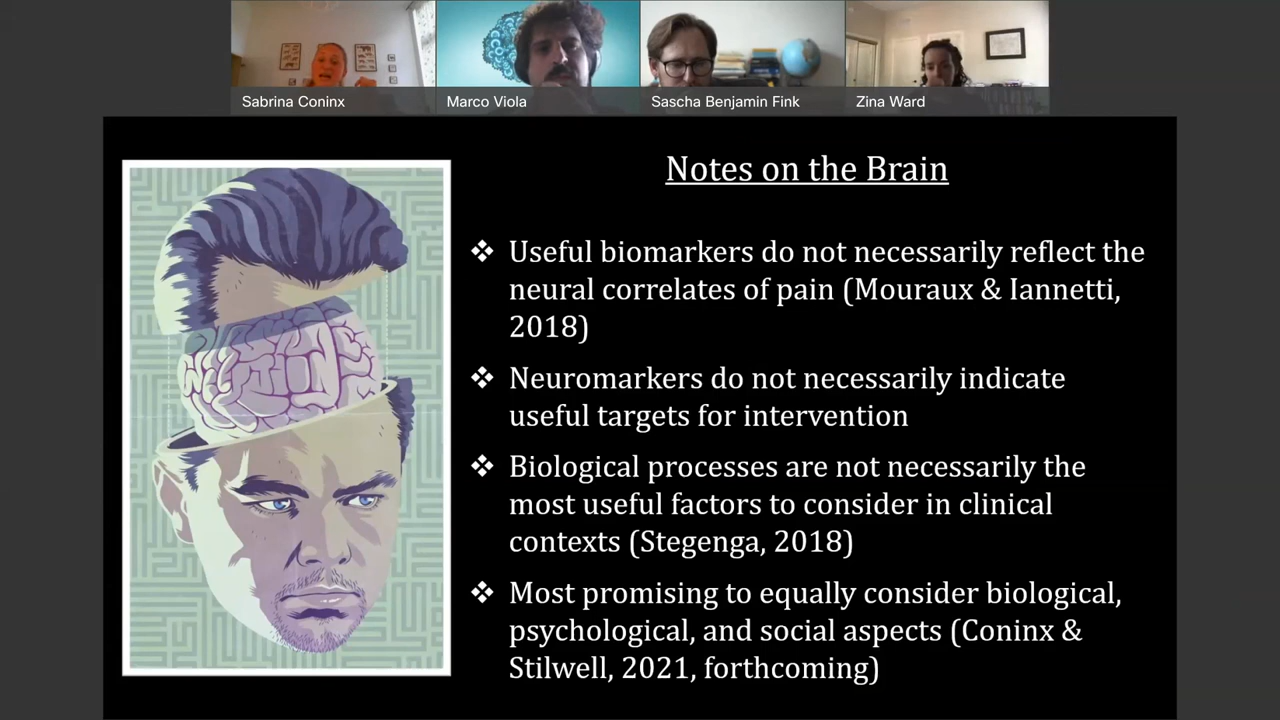 Sabrina Coninx
Marco Viola
Sascha Benjamin Fink
Zina Ward
Notes on the Brain
❖ Useful biomarkers do not necessarily reflect the
neural correlates of pain (Mouraux & Iannetti,
2018)
❖ Neuromarkers do not necessarily indicate
useful targets for intervention
❖ Biological processes are not necessarily the
most useful factors to consider in clinical
contexts (Stegenga, 2018)
❖ Most promising to equally consider biological,
psychological, and social aspects (Coninx &
Stilwell, 2021, forthcoming)